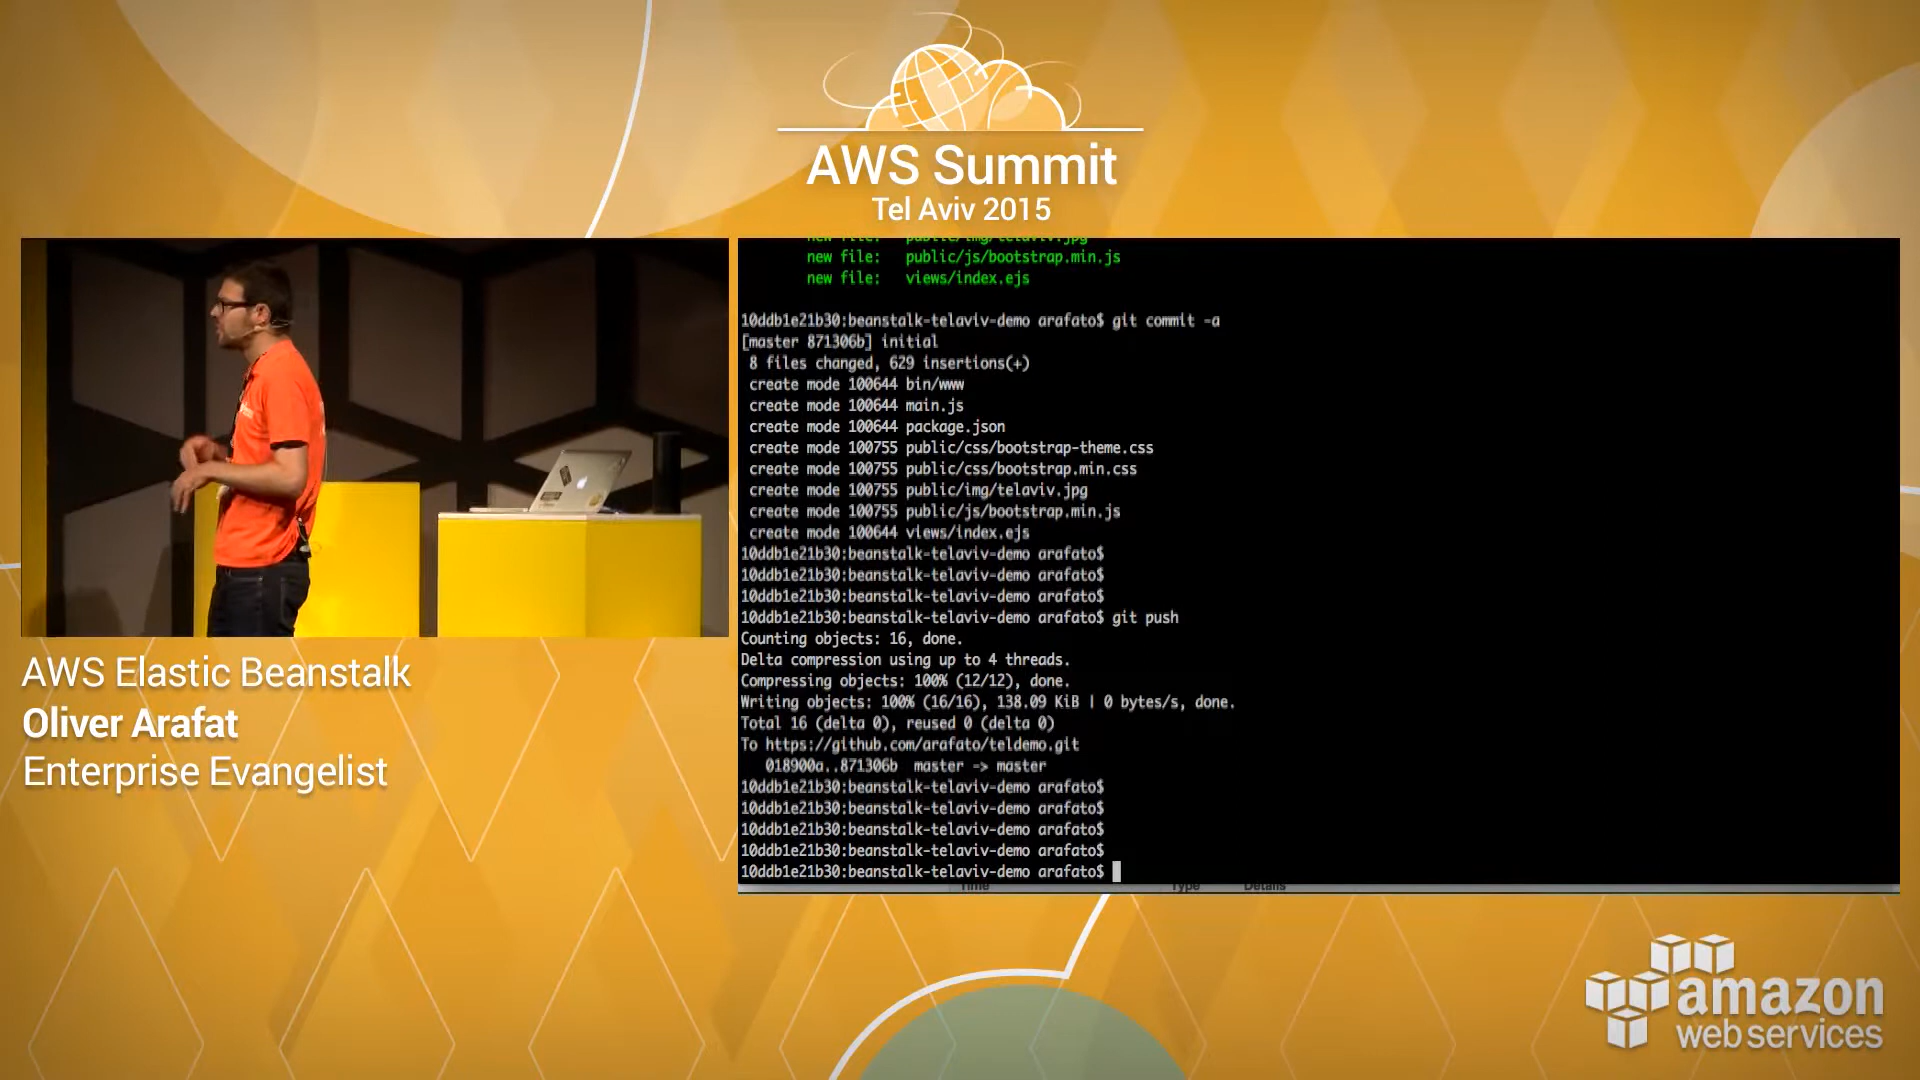 AWS Summit
Tel Aviv 2015
new file:   public/img/telaviv.jpg
new file:   public/js/bootstrap.min.js
new file:   views/index.ejs
10ddb1e21b30:beanstalk-telaviv-demo arafato$ git commit -a
[master 871306b] initial
8 files changed, 629 insertions(+)
create mode 100644 bin/www
create mode 100644 main.js
create mode 100644 package.json
create mode 100755 public/css/bootstrap-theme.css
create mode 100755 public/css/bootstrap.min.css
create mode 100755 public/img/telaviv.jpg
create mode 100755 public/js/bootstrap.min.js
create mode 100644 views/index.ejs
10ddb1e21b30:beanstalk-telaviv-demo arafato$
10ddb1e21b30:beanstalk-telaviv-demo arafato$
10ddb1e21b30:beanstalk-telaviv-demo arafato$
10ddb1e21b30:beanstalk-telaviv-demo arafato$ git push
Counting objects: 16, done.
Delta compression using up to 4 threads.
Compressing objects: 100% (12/12), done.
Writing objects: 100% (16/16), 138.09 KiB | 0 bytes/s, done.
Total 16 (delta 0), reused 0 (delta 0)
To https://github.com/arafato/teldemo.git
018900a..871306b  master -> master
10ddb1e21b30:beanstalk-telaviv-demo arafato$
10ddb1e21b30:beanstalk-telaviv-demo arafato$
10ddb1e21b30:beanstalk-telaviv-demo arafato$
10ddb1e21b30:beanstalk-telaviv-demo arafato$
10ddb1e21b30:beanstalk-telaviv-demo arafato$
Time Type Details
AWS Elastic Beanstalk
Oliver Arafat
Enterprise Evangelist
amazon
web services